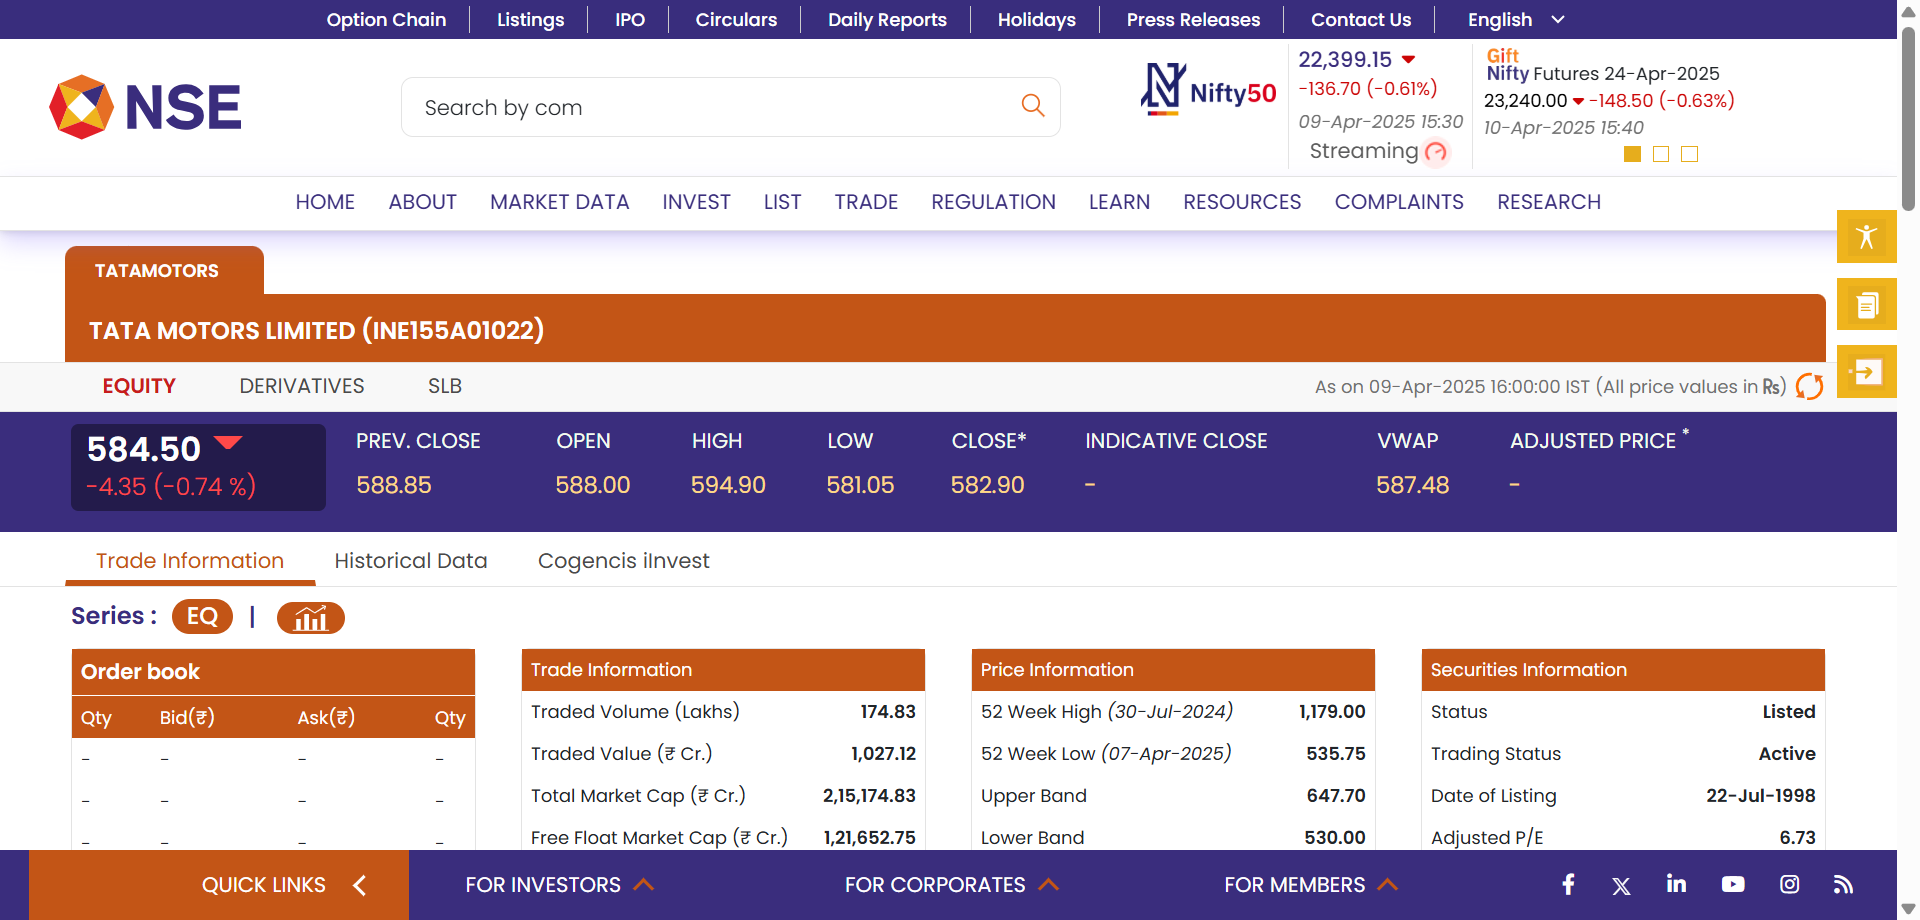 Option Chain Listings IPO Circulars Daily Reports Holidays Press Releases Contact Us English
NSE
Search by com
Nifty50
22,399.15
-136.70 (-0.61%)
09-Apr-2025 15:30
Streaming
Gift
Nifty Futures 24-Apr-2025
23,240.00 -148.50 (-0.63%)
10-Apr-2025 15:40
HOME ABOUT MARKET DATA INVEST LIST TRADE REGULATION LEARN RESOURCES COMPLAINTS RESEARCH
TATAMOTORS
TATA MOTORS LIMITED (INE155A01022)
EQUITY DERIVATIVES SLB As on 09-Apr-2025 16:00:00 IST (All price values in ₨)
584.50
-4.35 (-0.74 %)
PREV. CLOSE OPEN HIGH LOW CLOSE* INDICATIVE CLOSE VWAP ADJUSTED PRICE *
588.85 588.00 594.90 581.05 582.90 - 587.48 -
Trade Information Historical Data Cogencis iInvest
Series : EQ |
Order book
Qty Bid(₹) Ask(₹) Qty
- - - -
- - - -
- - - -
Trade Information
Traded Volume (Lakhs) 174.83
Traded Value (₹ Cr.) 1,027.12
Total Market Cap (₹ Cr.) 2,15,174.83
Free Float Market Cap (₹ Cr.) 1,21,652.75
Price Information
52 Week High (30-Jul-2024) 1,179.00
52 Week Low (07-Apr-2025) 535.75
Upper Band 647.70
Lower Band 530.00
Securities Information
Status Listed
Trading Status Active
Date of Listing 22-Jul-1998
Adjusted P/E 6.73
QUICK LINKS FOR INVESTORS FOR CORPORATES FOR MEMBERS